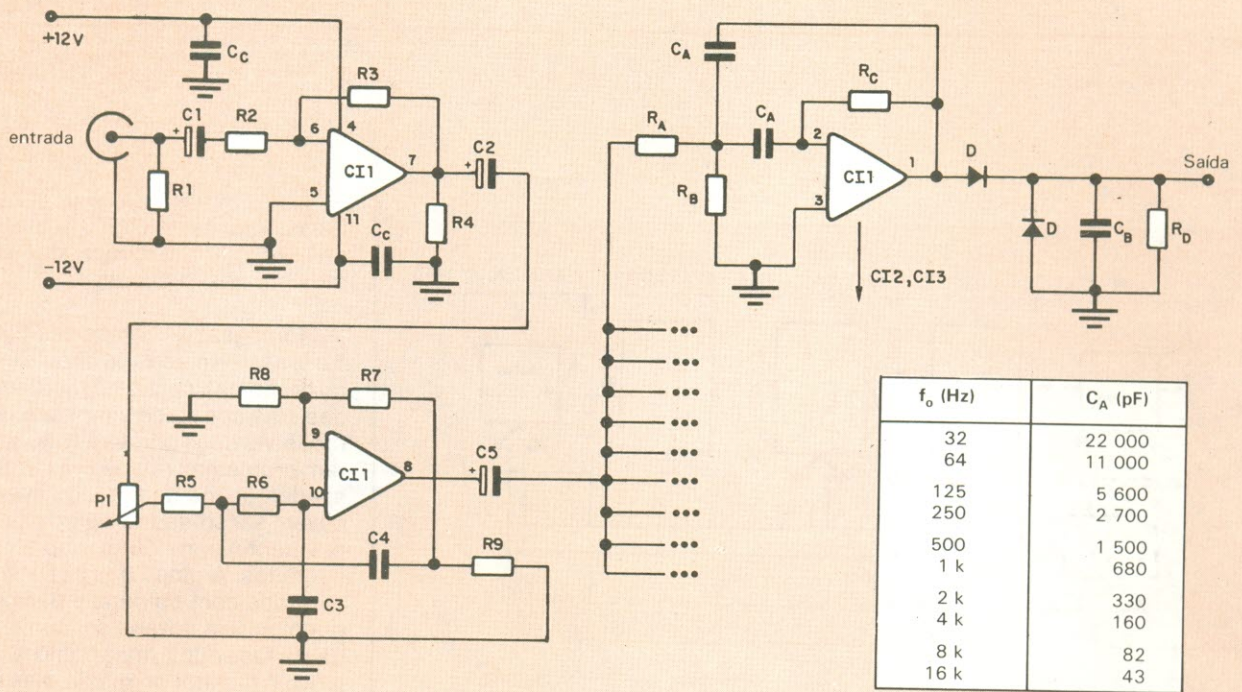 +12V
C_C
entrada
C1
R2
R3
R1
6
4
7
5
11
CI1
C2
R4
C_C
-12V
C_A
R_C
R_A
C_A
2
1
3
CI1
R_B
D
Saída
D
C_B
R_D
CI2,CI3
R8
R7
9
8
10
CI1
C5
P1
R5
R6
C4
R9
C3
...
...
...
...
...
...
...
...
...
f_o (Hz) C_A (pF)
32 22 000
64 11 000
125 5 600
250 2 700
500 1 500
1 k 680
2 k 330
4 k 160
8 k 82
16 k 43